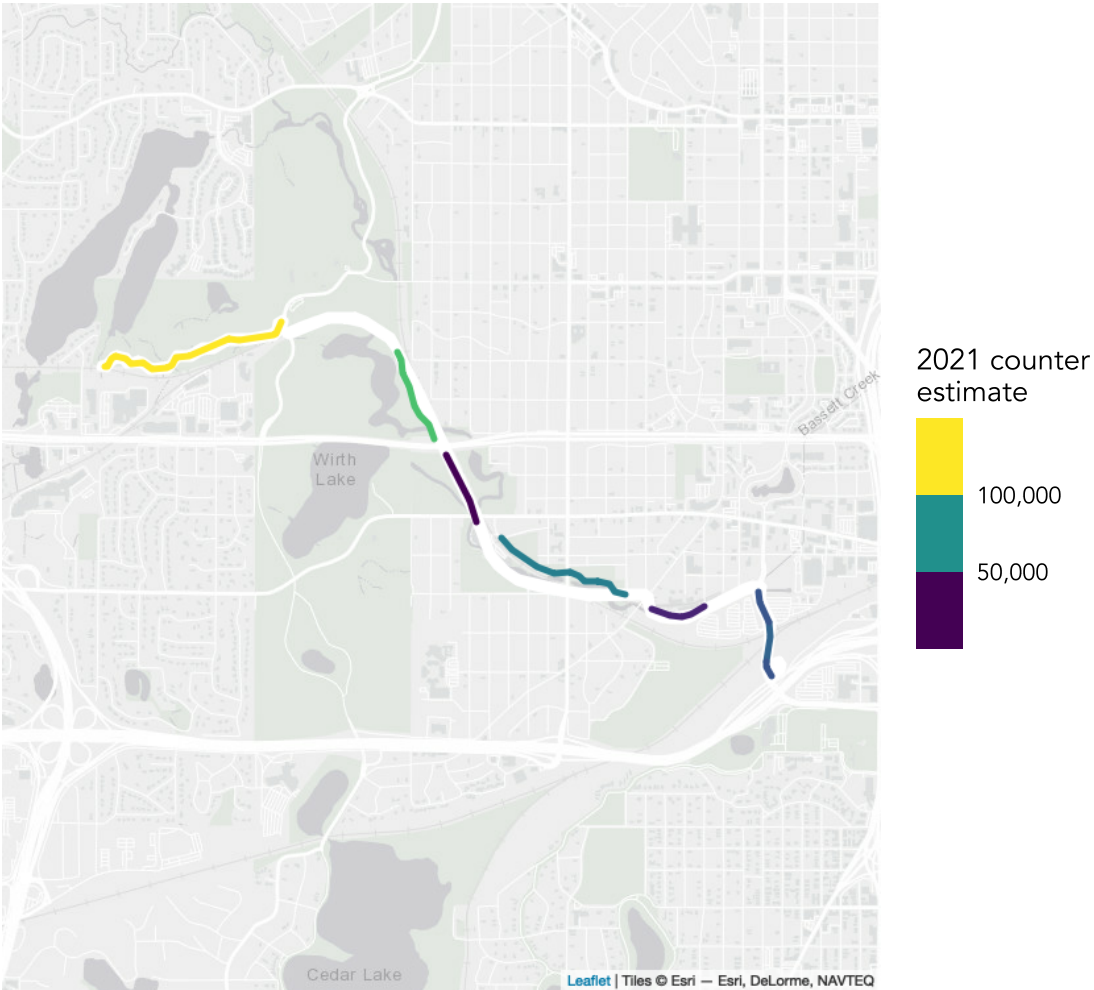 2021 counter
estimate
100,000
50,000
Bassett Creek
Wirth
Lake
Cedar Lake
Leaflet | Tiles © Esri — Esri, DeLorme, NAVTEQ